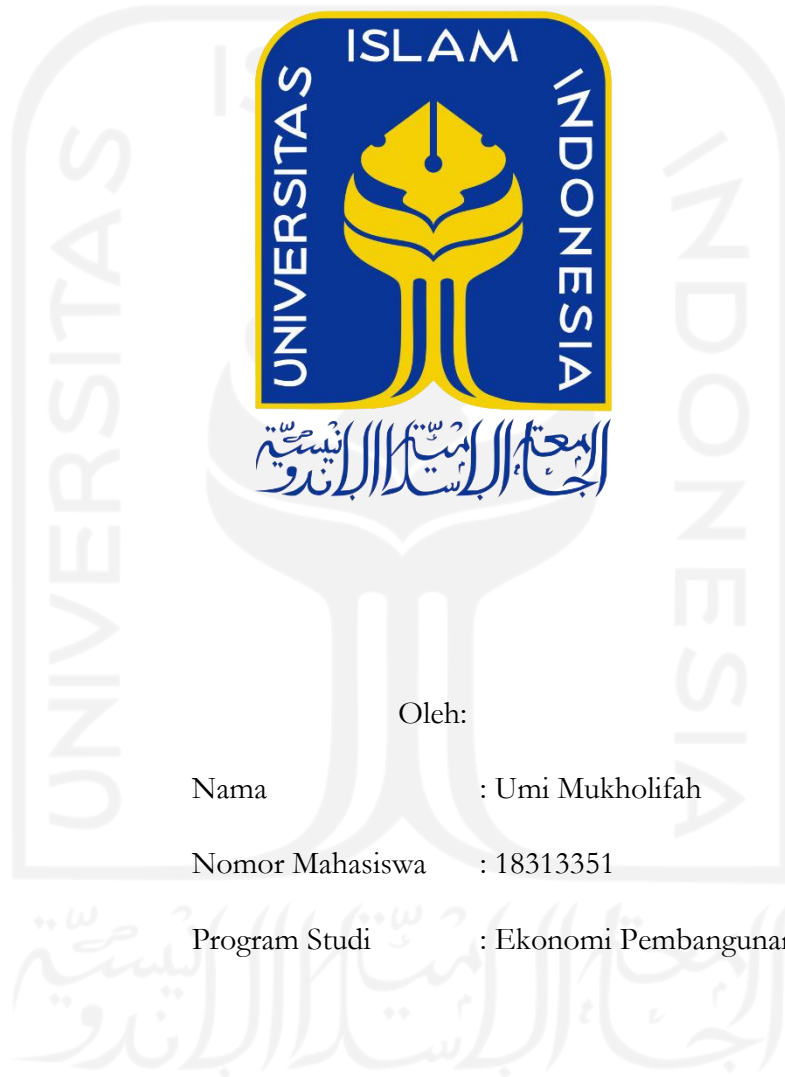 UNIVERSITAS ISLAM INDONESIA
الجامعة الإسلامية الإندونيسية
Oleh:
Nama : Umi Mukholifah
Nomor Mahasiswa : 18313351
Program Studi : Ekonomi Pembangunan